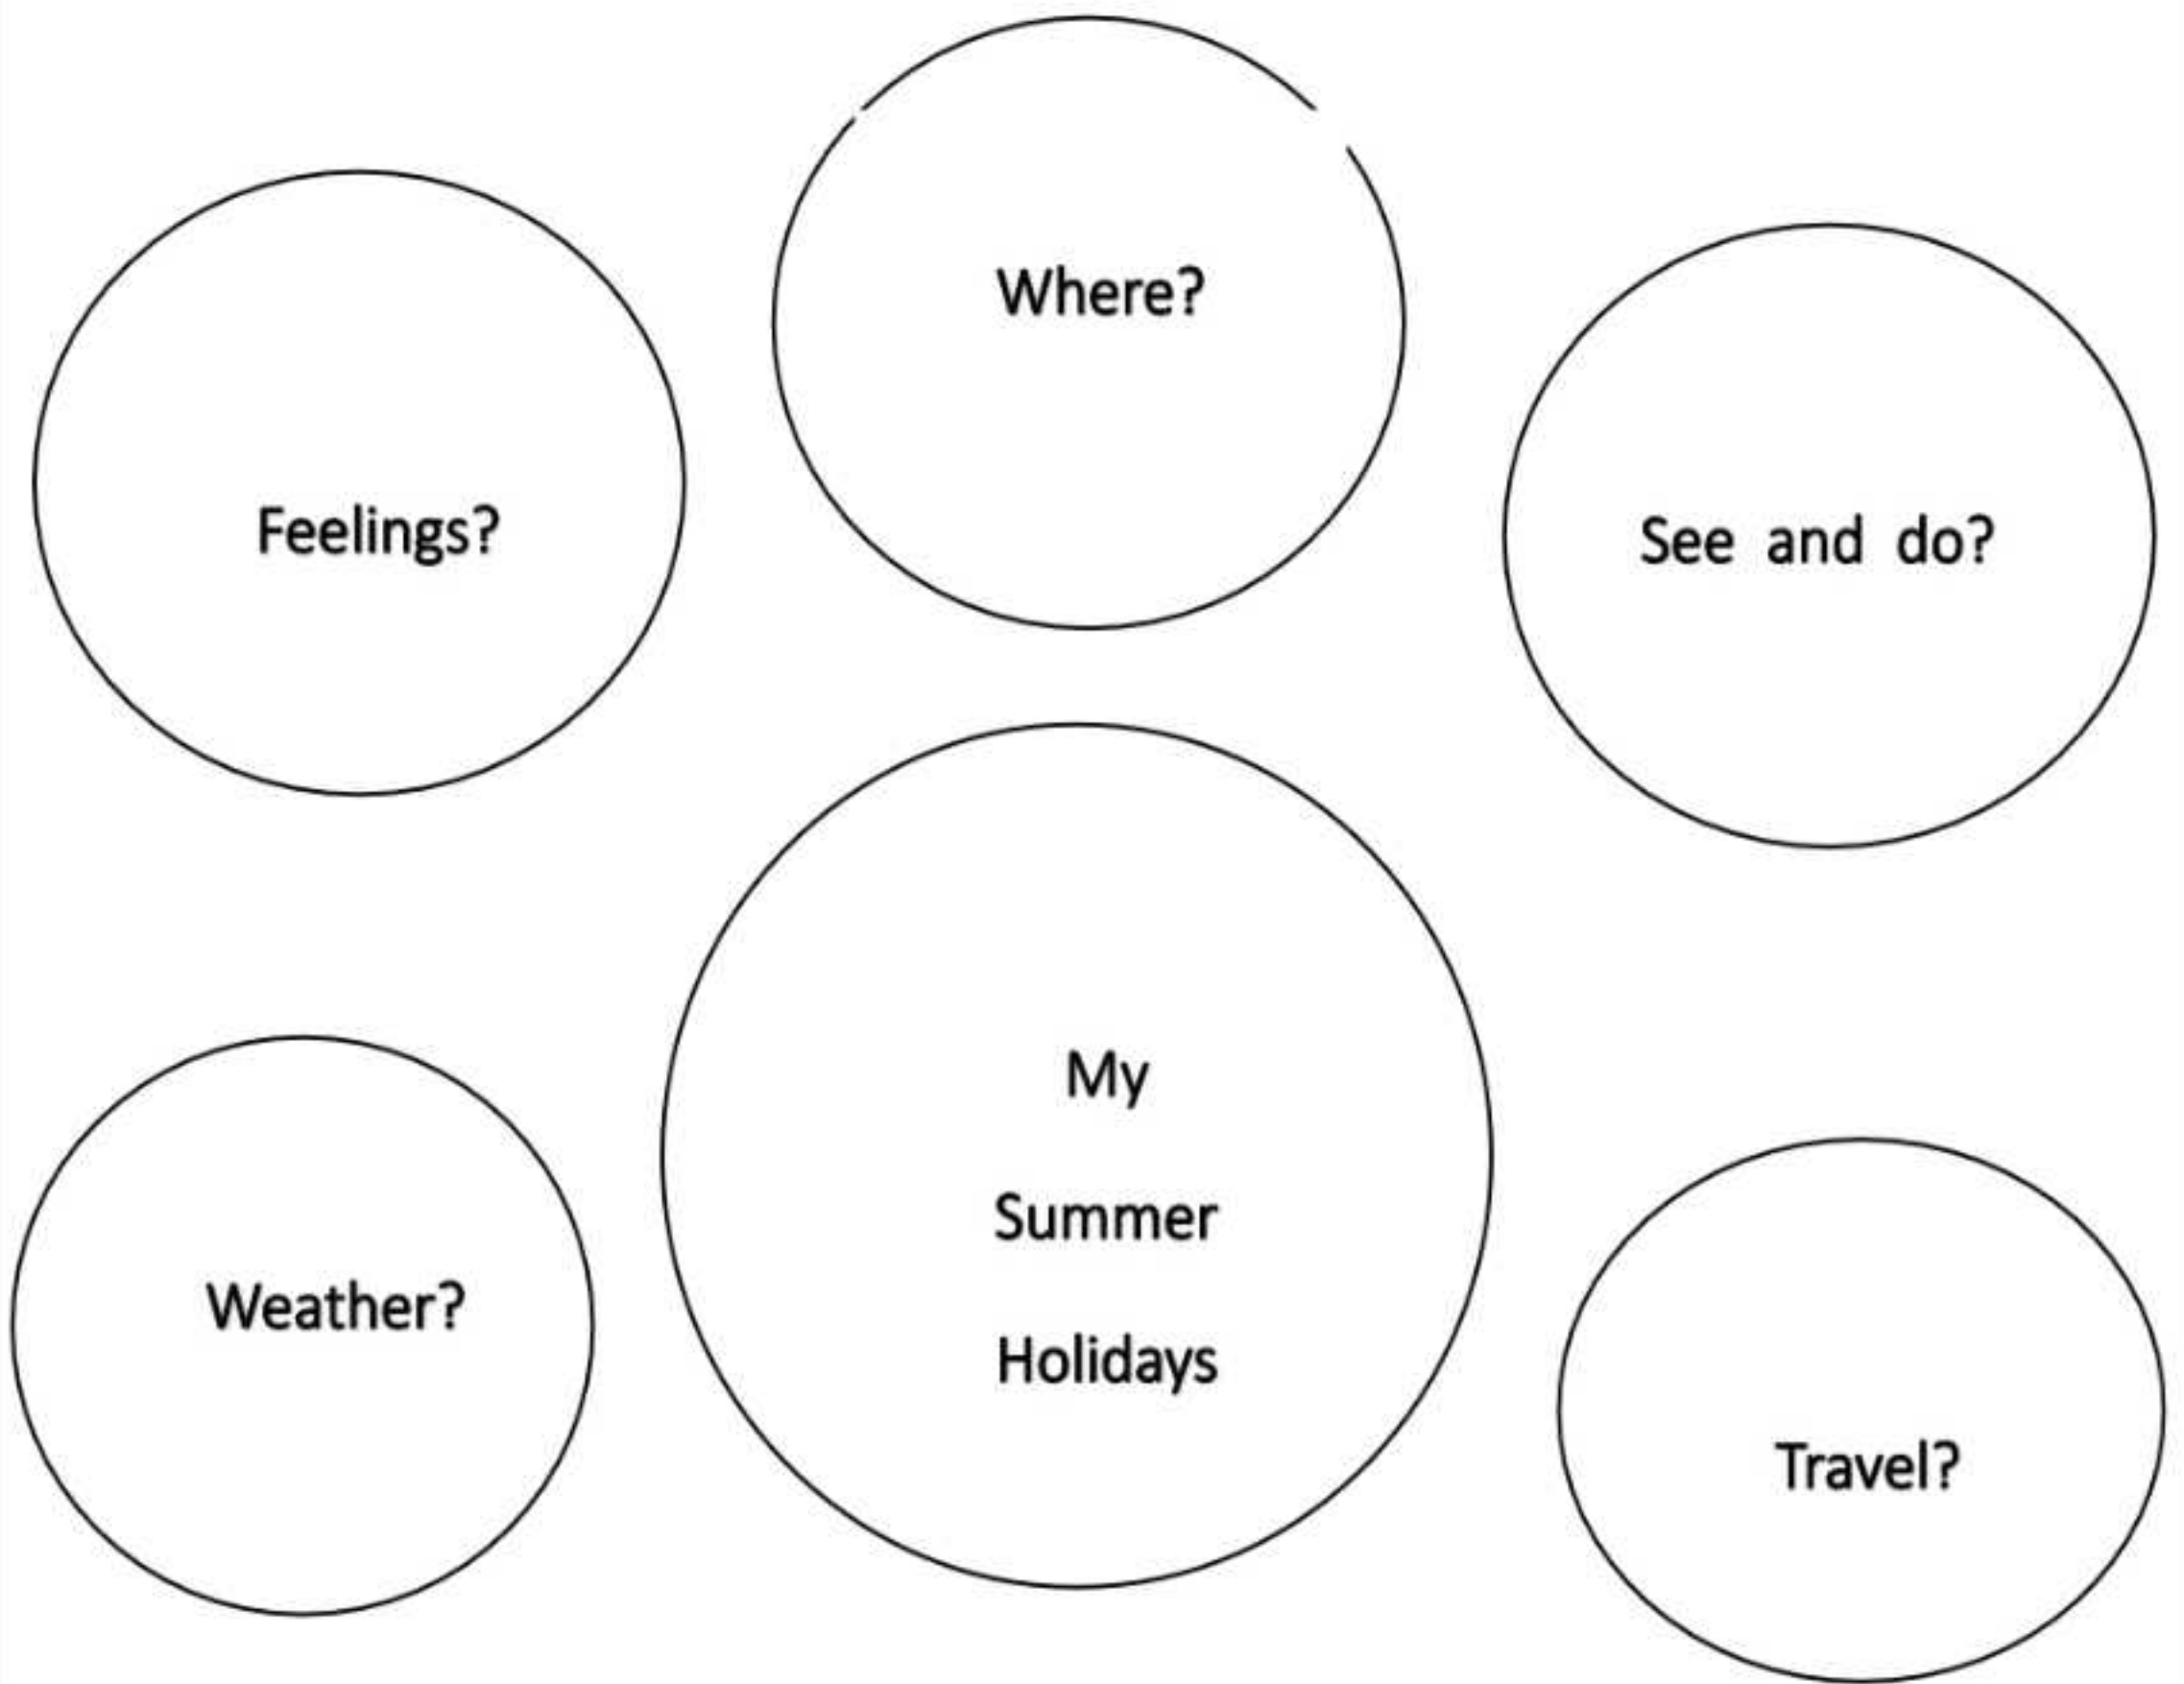 Where?
Feelings?
See and do?
My
Summer
Holidays
Weather?
Travel?